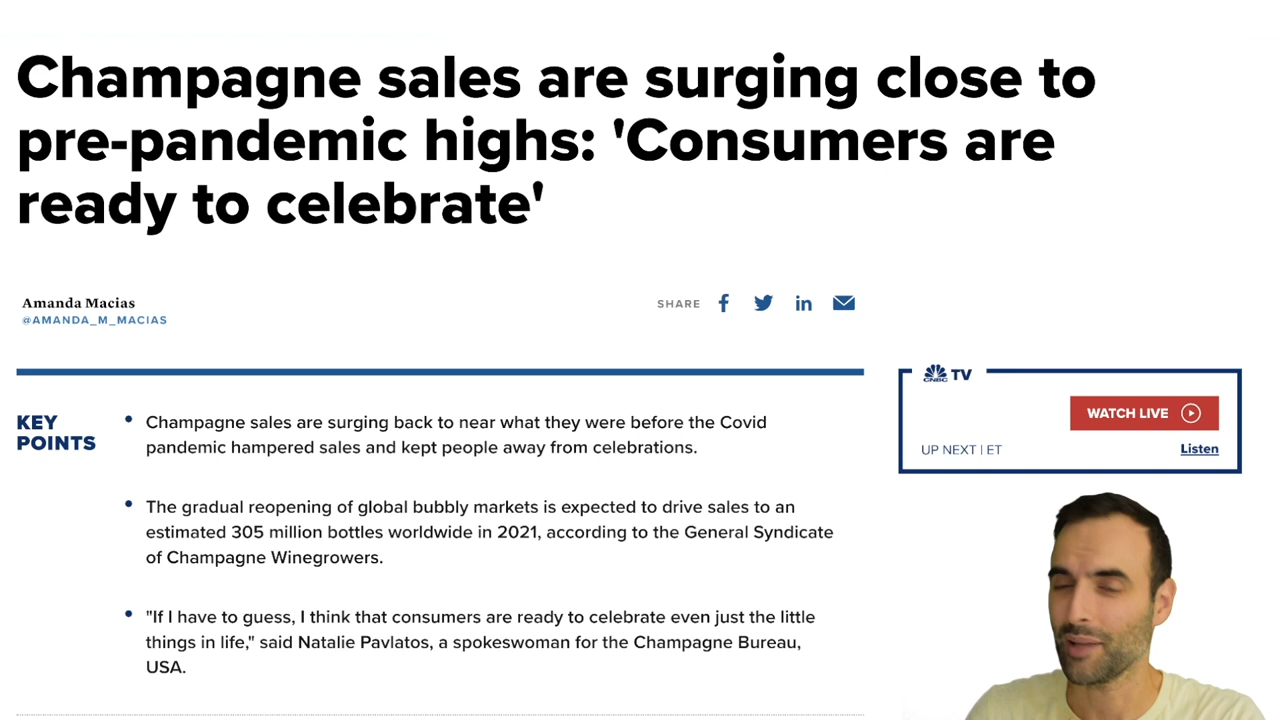 Champagne sales are surging close to
pre-pandemic highs: 'Consumers are
ready to celebrate'
Amanda Macias
@AMANDA_M_MACIAS
SHARE
KEY
POINTS
• Champagne sales are surging back to near what they were before the Covid
pandemic hampered sales and kept people away from celebrations.
• The gradual reopening of global bubbly markets is expected to drive sales to an
estimated 305 million bottles worldwide in 2021, according to the General Syndicate
of Champagne Winegrowers.
• "If I have to guess, I think that consumers are ready to celebrate even just the little
things in life," said Natalie Pavlatos, a spokeswoman for the Champagne Bureau,
USA.
CNBC TV
WATCH LIVE
UP NEXT | ET
Listen